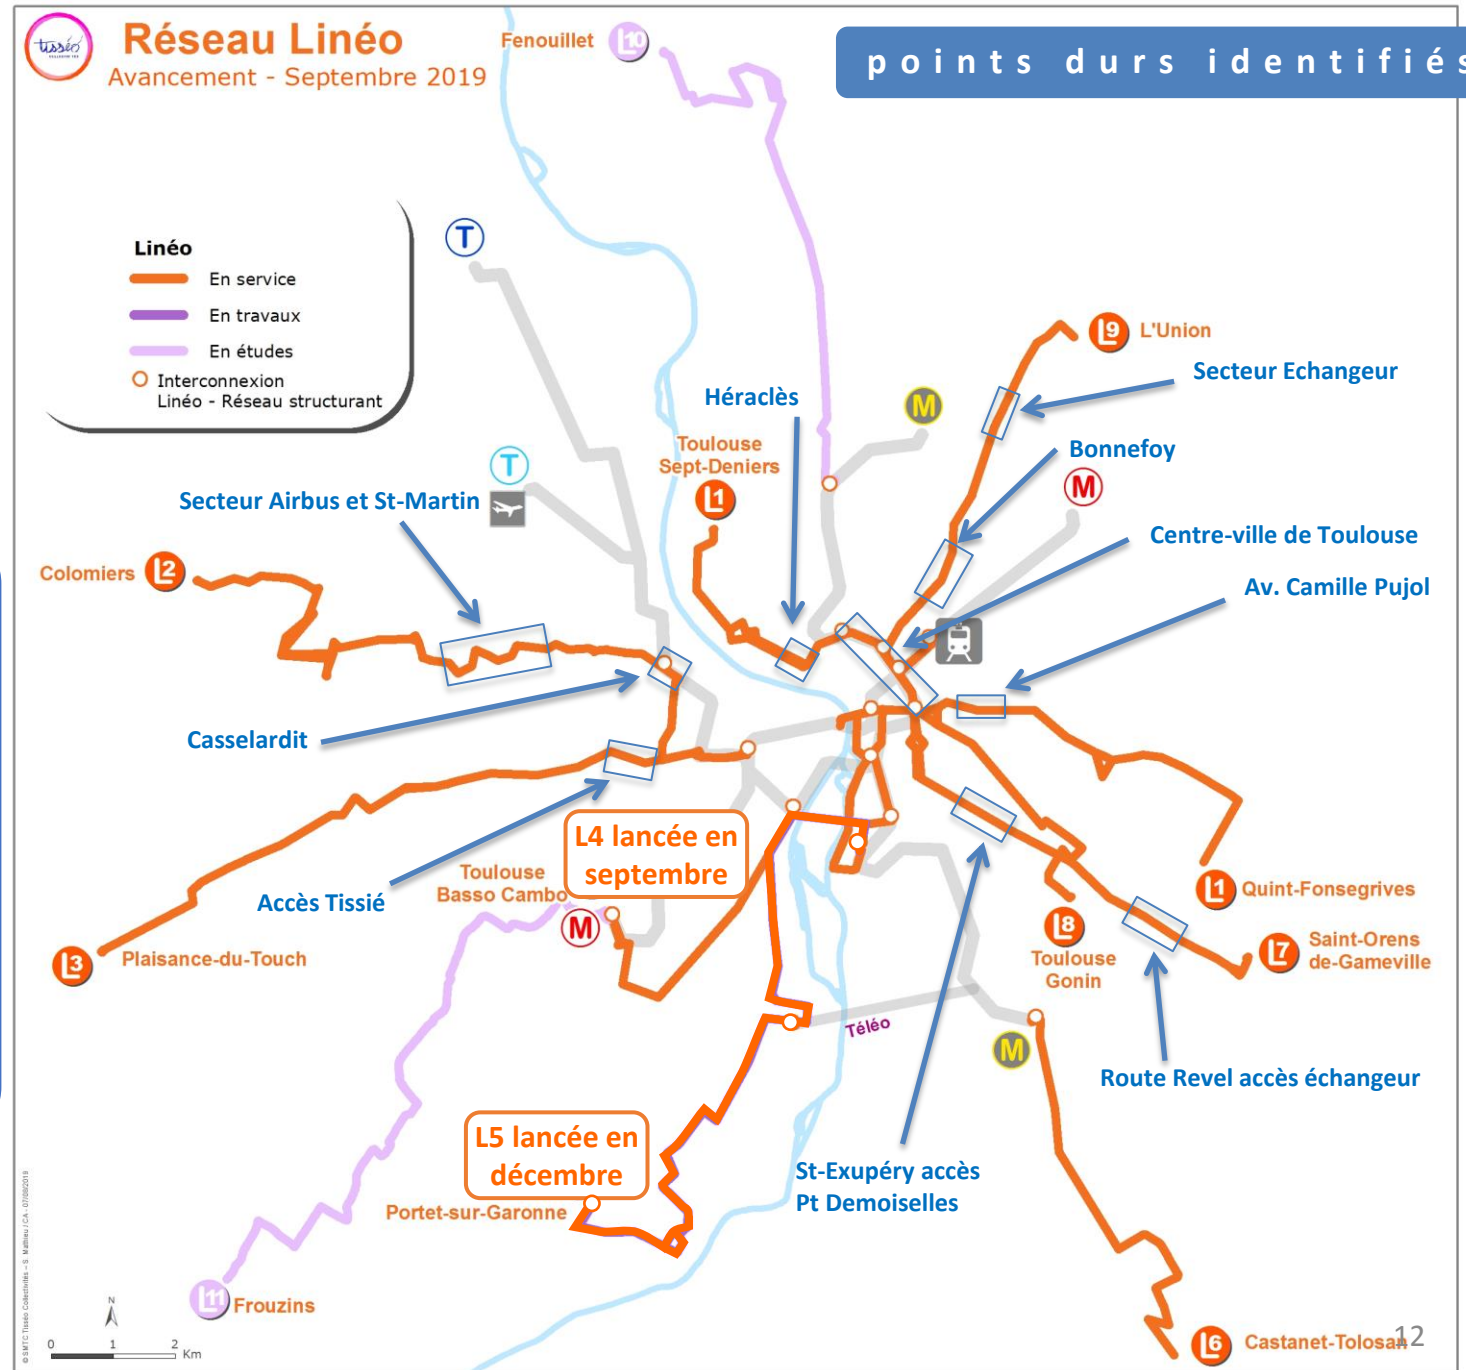 tisséo
Réseau Linéo
Avancement - Septembre 2019
points durs identifiés
Fenouillet
L10
Linéo
En service
En travaux
En études
Interconnexion
Linéo - Réseau structurant
T
L9
L'Union
Secteur Echangeur
Héraclès
M
Toulouse
Sept-Deniers
L1
Bonnefoy
M
T
Secteur Airbus et St-Martin
Centre-ville de Toulouse
Colomiers
L2
Av. Camille Pujol
Casselardit
L4 lancée en
septembre
Toulouse
Basso Cambo
M
Accès Tissié
L3
Plaisance-du-Touch
L1
Quint-Fonsegrives
L8
Toulouse
Gonin
L7
Saint-Orens
de-Gameville
Téléo
M
Route Revel accès échangeur
L5 lancée en
décembre
St-Exupéry accès
Pt Demoiselles
Portet-sur-Garonne
L11
Frouzins
N
0 1 2
Km
L6
Castanet-Tolosan
12